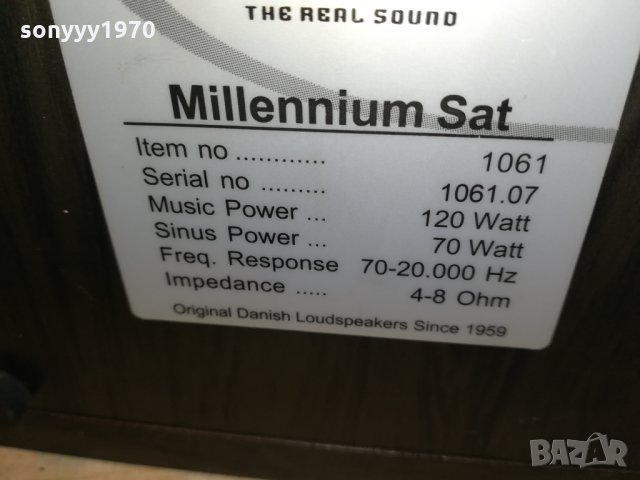 sonyyy1970
THE REAL SOUND
Millennium Sat
Item no ............ 1061
Serial no ......... 1061.07
Music Power ... 120 Watt
Sinus Power ... 70 Watt
Freq. Response 70-20.000 Hz
Impedance ..... 4-8 Ohm
Original Danish Loudspeakers Since 1959
BAZAR